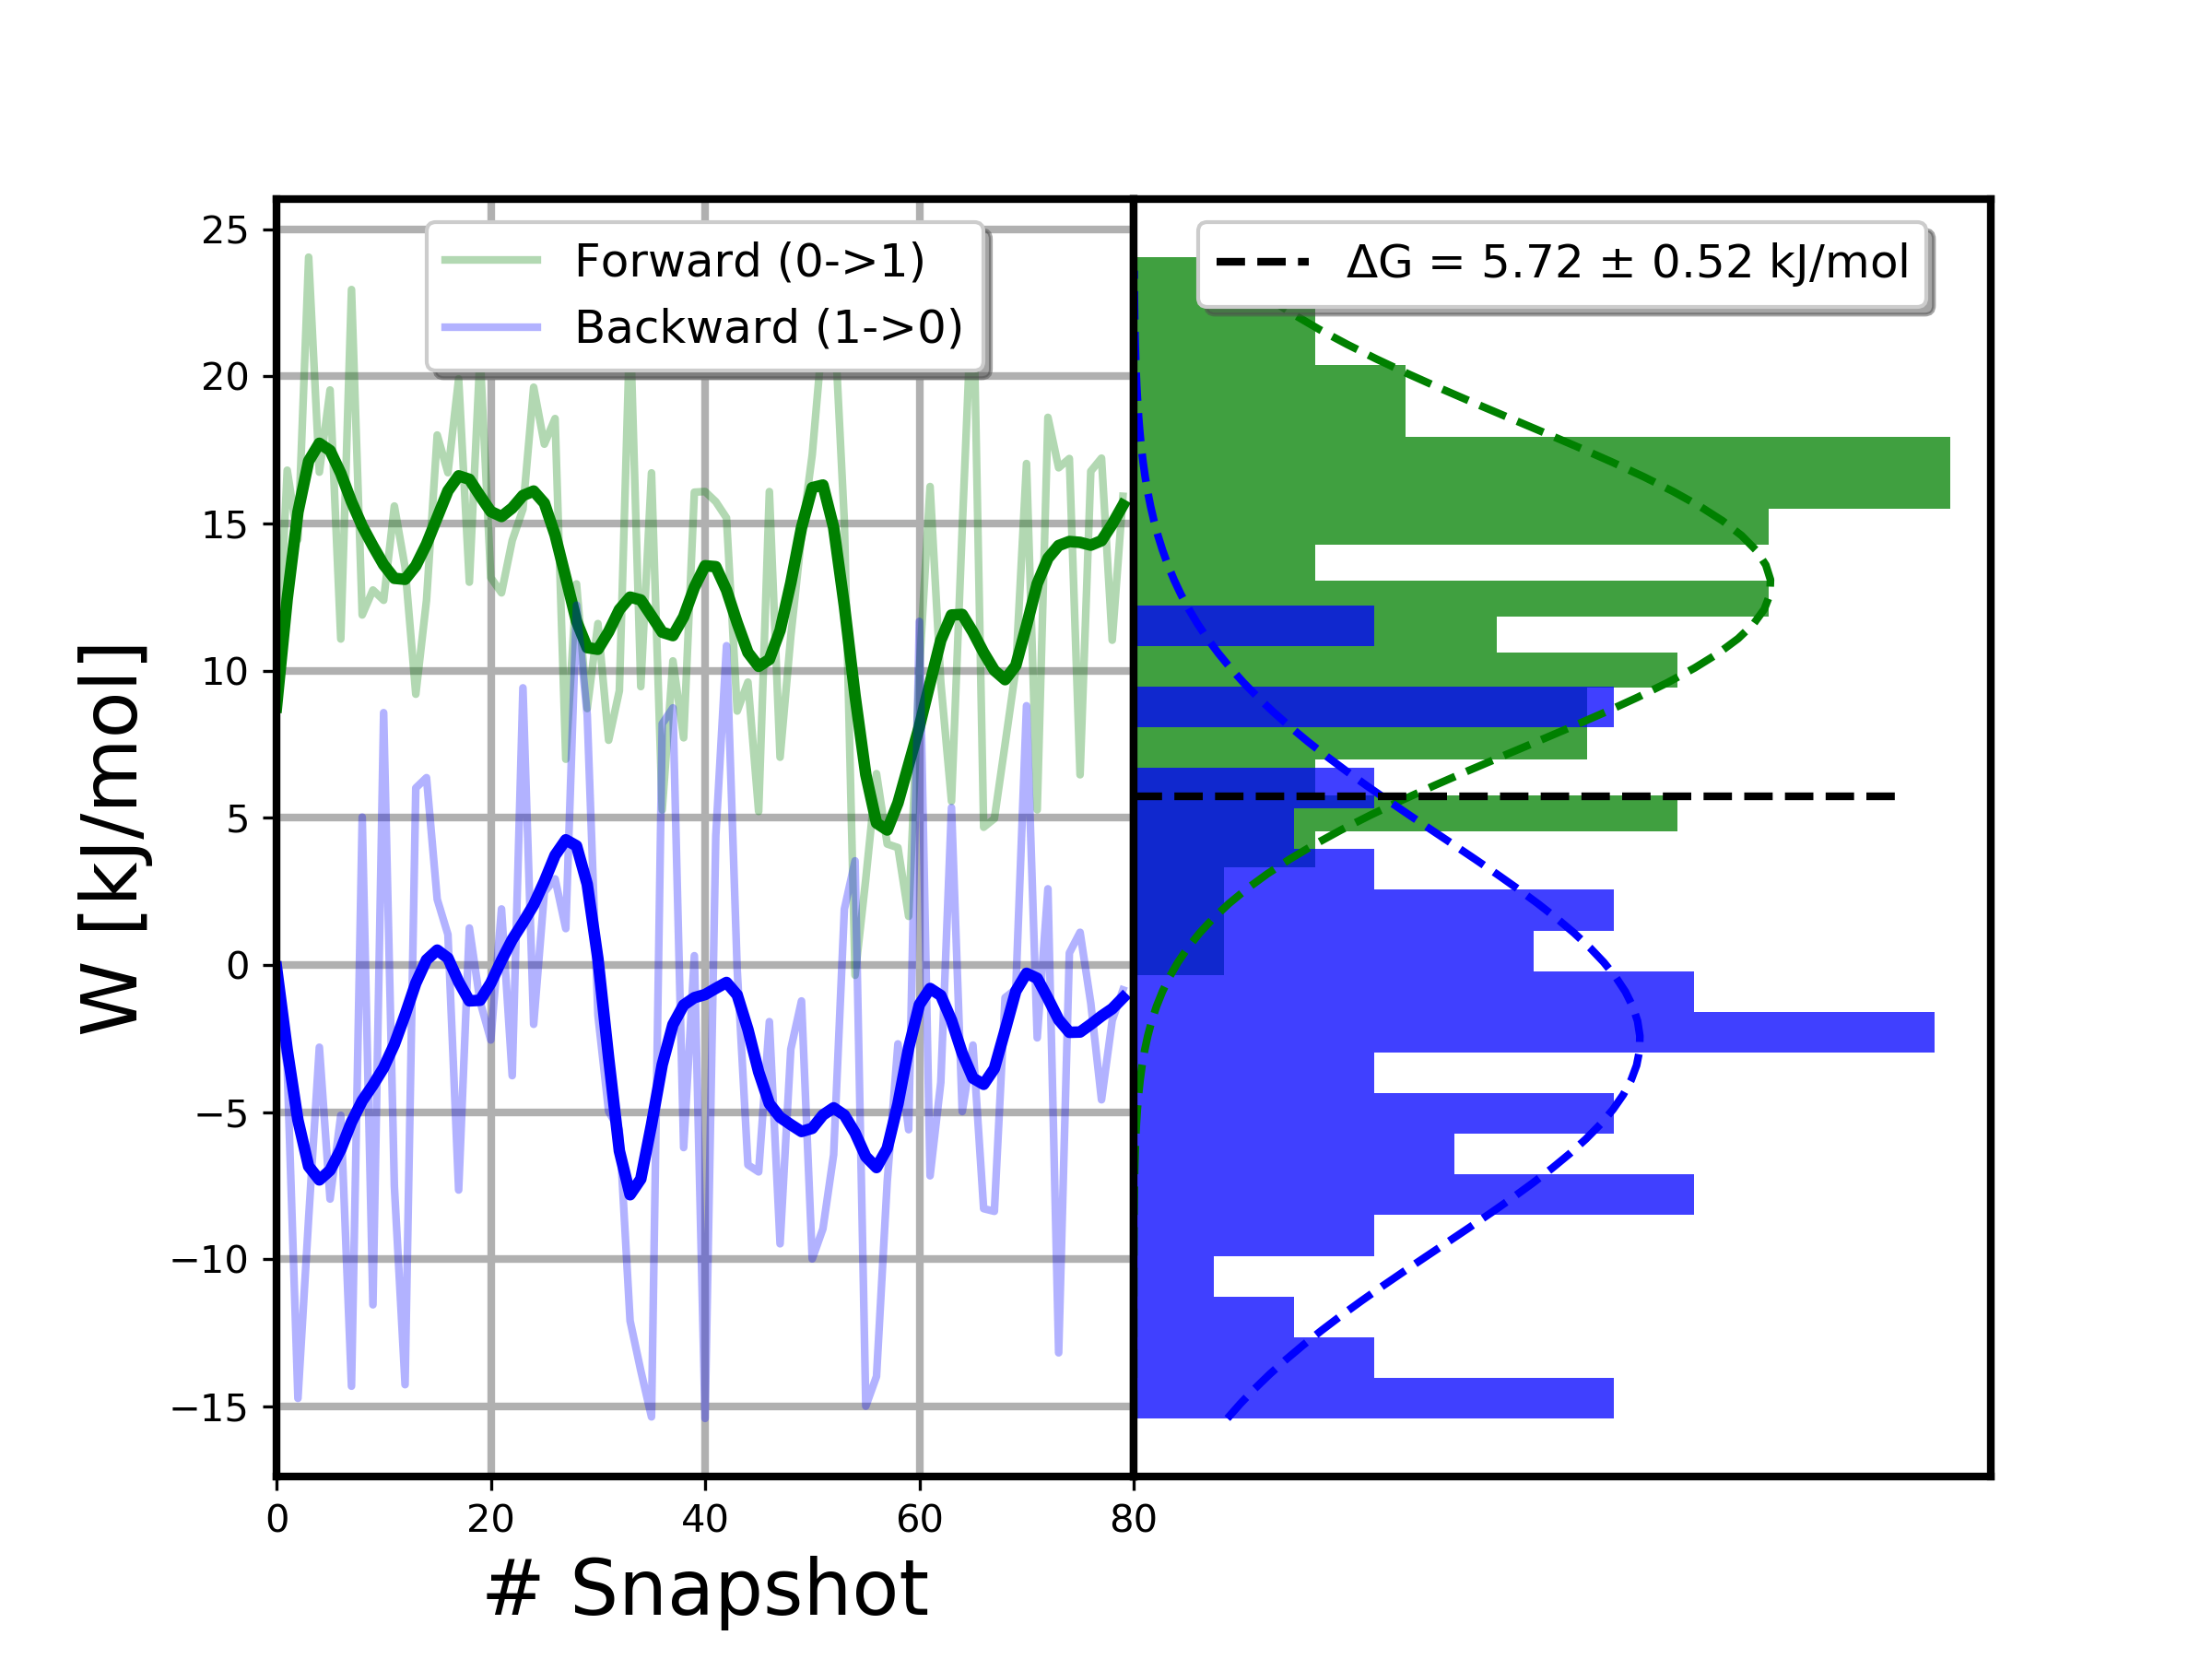 25
20
15
10
5
0
−5
−10
−15
W [kJ/mol]
Forward (0->1)
Backward (1->0)
ΔG = 5.72 ± 0.52 kJ/mol
0 20 40 60 80
# Snapshot